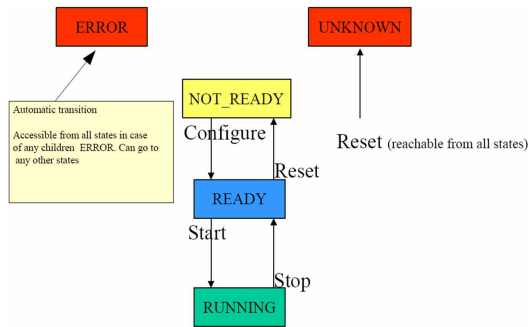 ERROR
UNKNOWN
Automatic transition
Accessible from all states in case
of any children ERROR. Can go to
any other states
NOT_READY
Configure
Reset (reachable from all states)
Reset
READY
Start
Stop
RUNNING